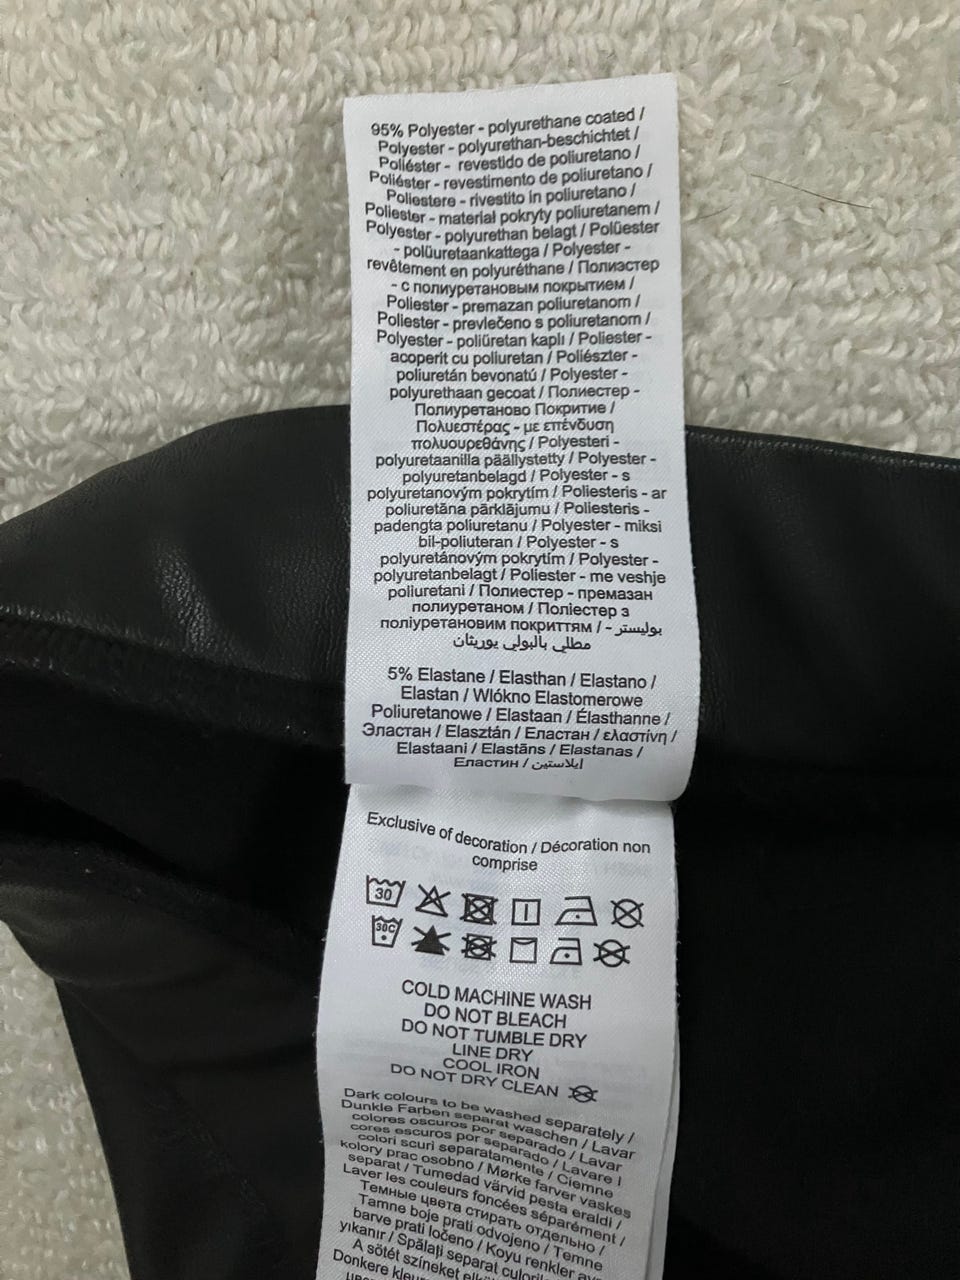 95% Polyester - polyurethane coated /
Polyester - polyurethan-beschichtet /
Poliéster - revestido de poliuretano /
Poliéster - revestimento de poliuretano /
Poliestere - rivestito in poliuretano /
Poliester - materiał pokryty poliuretanem /
Polyester - polyurethan belagt / Polüester
- polüuretaankattega / Polyester -
revêtement en polyuréthane / Полиэстер
- с полиуретановым покрытием /
Poliester - premazan poliuretanom /
Poliester - prevlečeno s poliuretanom /
Polyester - poliüretan kaplı / Poliester -
acoperit cu poliuretan / Poliészter -
poliuretán bevonatú / Polyester -
polyurethaan gecoat / Полиестер -
Полиуретаново Покритие /
Πολυεστέρας - με επένδυση
πολυουρεθάνης / Polyesteri -
polyuretaanilla päällystetty / Polyester -
polyuretanbelagd / Polyester - s
polyuretanovým pokrytím / Poliesteris - ar
poliuretāna pārklājumu / Poliesteris -
padengta poliuretanu / Polyester - miksi
bil-poliuteran / Polyester - s
polyuretánovým pokrytím / Polyester -
polyuretanbelagt / Poliester - me veshje
poliuretani / Полиестер - премазан
полиуретаном / Поліестер з
поліуретановим покриттям / بوليستر -
مطلي بالبولي يوريثان
5% Elastane / Elasthan / Elastano /
Elastan / Wlókno Elastomerowe
Poliuretanowe / Elastaan / Élasthanne /
Эластан / Elasztán / Еластан / ελαστίνη /
Elastaani / Elastāns / Elastanas /
Еластин / ايلاستين
Exclusive of decoration / Décoration non
comprise
30
30C
COLD MACHINE WASH
DO NOT BLEACH
DO NOT TUMBLE DRY
LINE DRY
COOL IRON
DO NOT DRY CLEAN
Dark colours to be washed separately /
Dunkle Farben separat waschen / Lavar
colores oscuros por separado / Lavar
cores escuros por separado / Lavare i
colori scuri separatamente / Ciemne
kolory prac osobno / Mørke farver vaskes
separat / Tumedad värvid pesta eraldi /
Laver les couleurs foncées séparément /
Темные цвета стирать отдельно /
Tamne boje prati odvojeno / Temne
barve prati ločeno / Koyu renkler
yıkanır / Spălați separat
A sötét színeket
Donkere